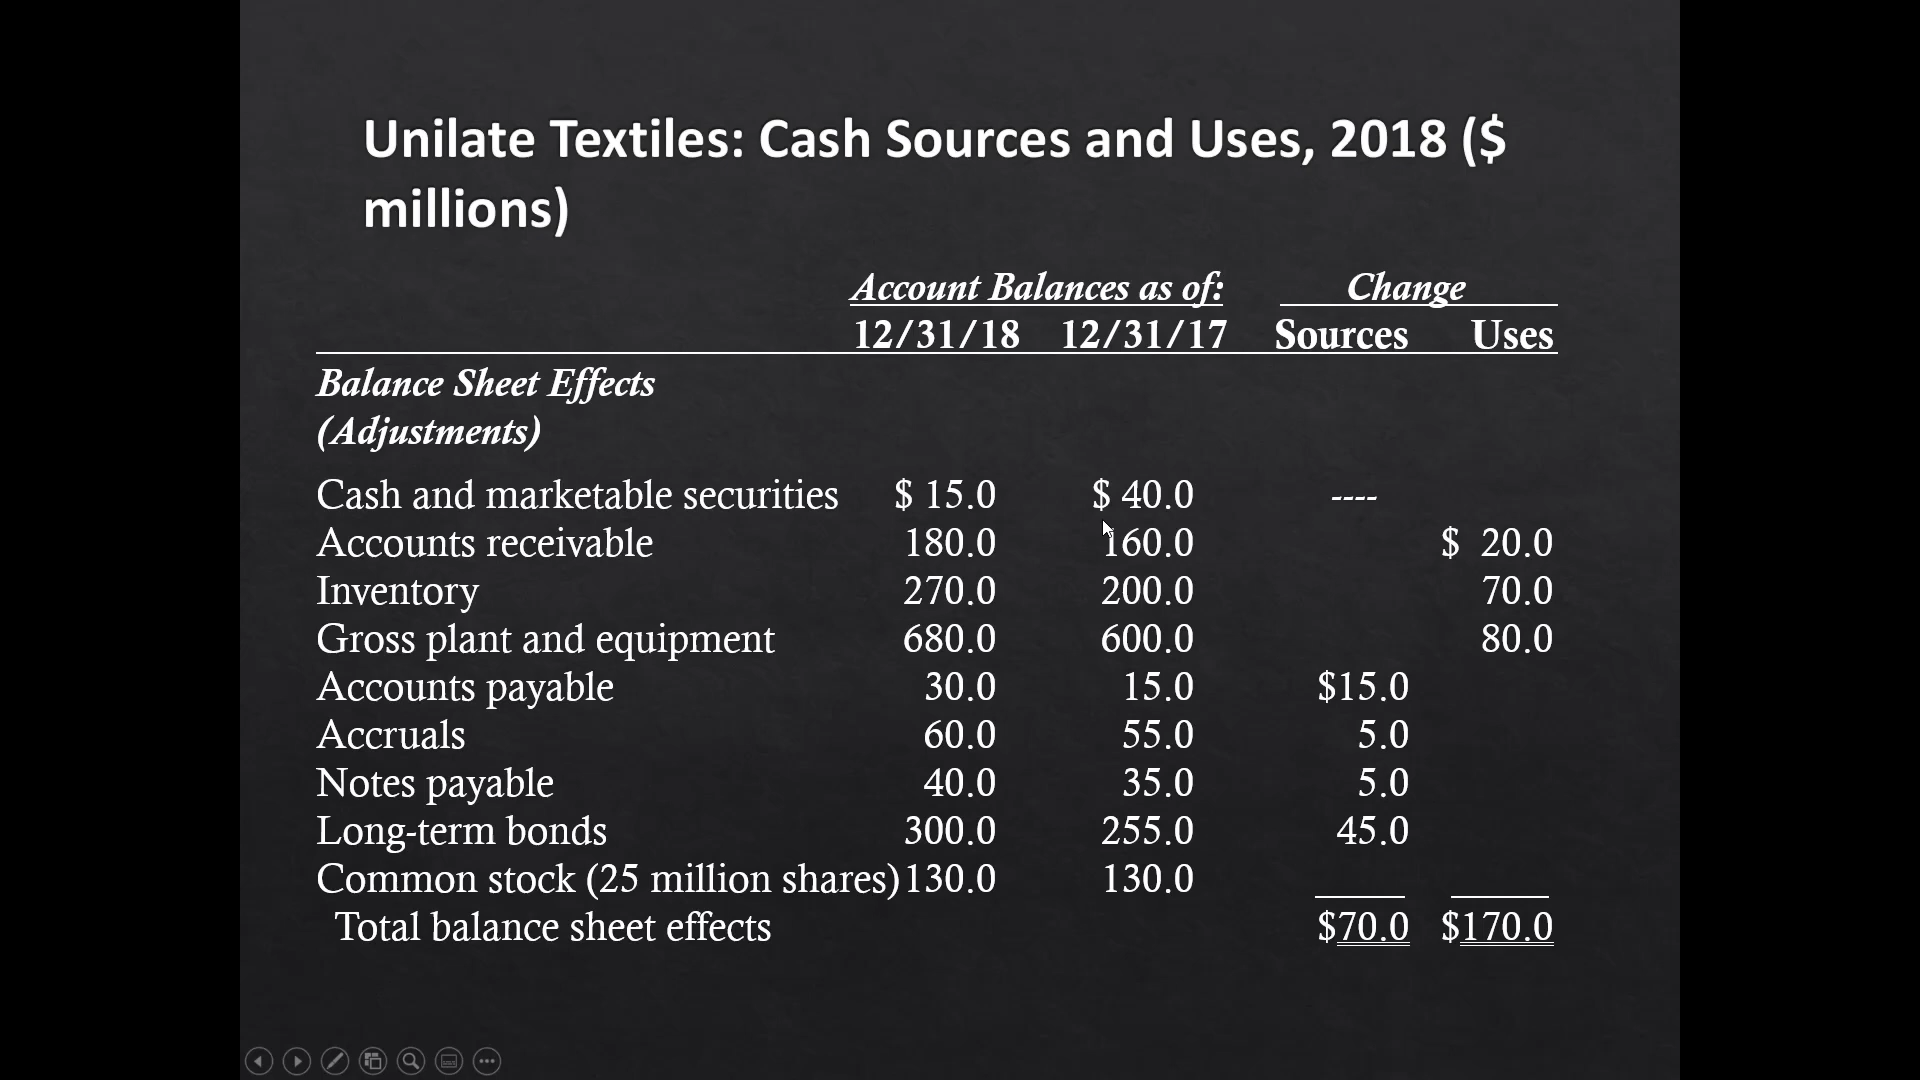 Unilate Textiles: Cash Sources and Uses, 2018 ($
millions)
Account Balances as of: Change
12/31/18 12/31/17 Sources Uses
Balance Sheet Effects
(Adjustments)
Cash and marketable securities $ 15.0 $ 40.0 ----
Accounts receivable 180.0 160.0 $ 20.0
Inventory 270.0 200.0 70.0
Gross plant and equipment 680.0 600.0 80.0
Accounts payable 30.0 15.0 $15.0
Accruals 60.0 55.0 5.0
Notes payable 40.0 35.0 5.0
Long-term bonds 300.0 255.0 45.0
Common stock (25 million shares) 130.0 130.0
Total balance sheet effects $70.0 $170.0